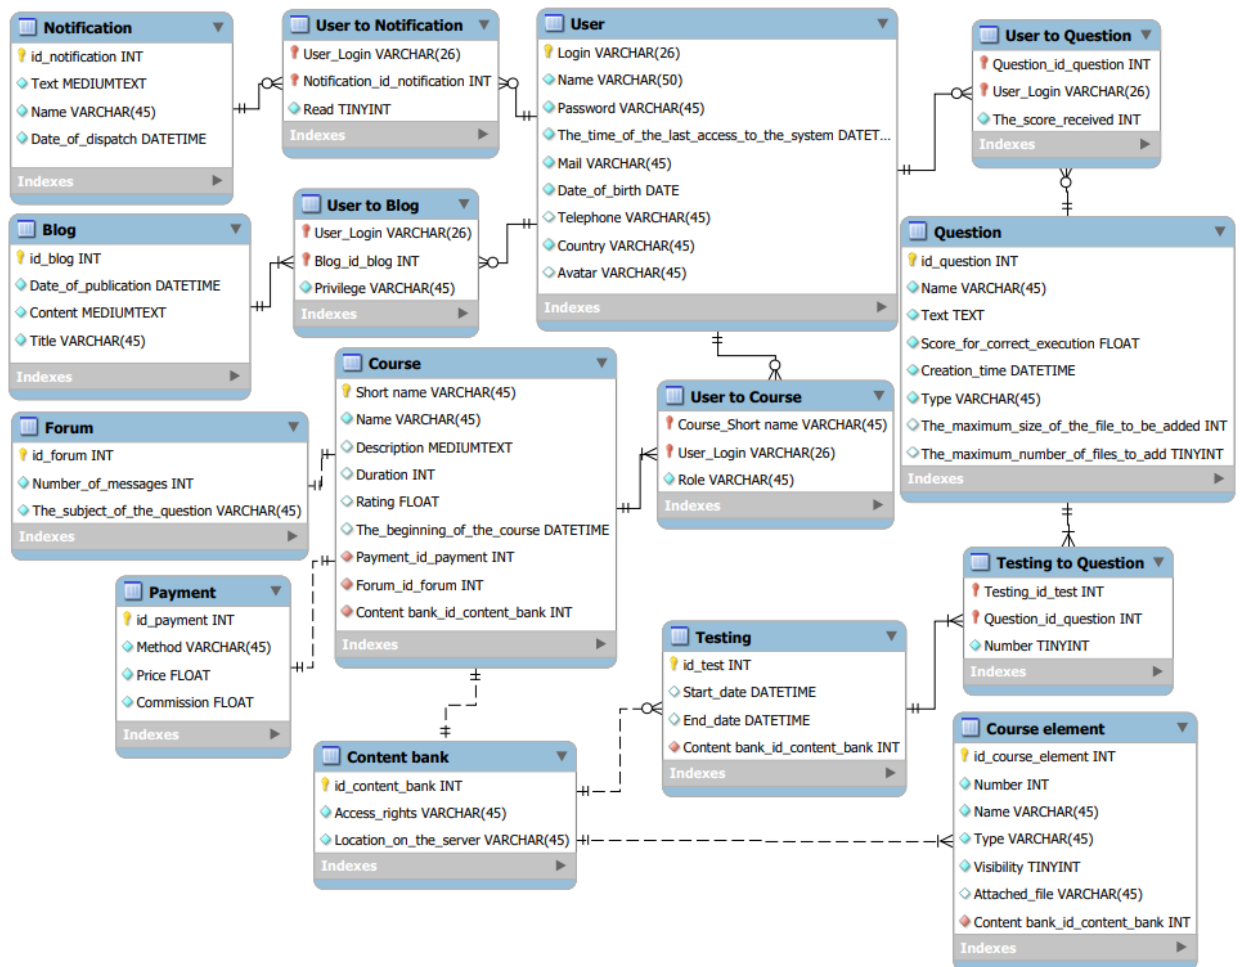 Notification
id_notification INT
Text MEDIUMTEXT
Name VARCHAR(45)
Date_of_dispatch DATETIME
Indexes
User to Notification
User_Login VARCHAR(26)
Notification_id_notification INT
Read TINYINT
Indexes
User
Login VARCHAR(26)
Name VARCHAR(50)
Password VARCHAR(45)
The_time_of_the_last_access_to_the_system DATET...
Mail VARCHAR(45)
Date_of_birth DATE
Telephone VARCHAR(45)
Country VARCHAR(45)
Avatar VARCHAR(45)
Indexes
User to Question
Question_id_question INT
User_Login VARCHAR(26)
The_score_received INT
Indexes
Blog
id_blog INT
Date_of_publication DATETIME
Content MEDIUMTEXT
Title VARCHAR(45)
Indexes
User to Blog
User_Login VARCHAR(26)
Blog_id_blog INT
Privilege VARCHAR(45)
Indexes
Question
id_question INT
Name VARCHAR(45)
Text TEXT
Score_for_correct_execution FLOAT
Creation_time DATETIME
Type VARCHAR(45)
The_maximum_size_of_the_file_to_be_added INT
The_maximum_number_of_files_to_add TINYINT
Indexes
Course
Short name VARCHAR(45)
Name VARCHAR(45)
Description MEDIUMTEXT
Duration INT
Rating FLOAT
The_beginning_of_the_course DATETIME
Payment_id_payment INT
Forum_id_forum INT
Content bank_id_content_bank INT
Indexes
User to Course
Course_Short name VARCHAR(45)
User_Login VARCHAR(26)
Role VARCHAR(45)
Indexes
Forum
id_forum INT
Number_of_messages INT
The_subject_of_the_question VARCHAR(45)
Indexes
Payment
id_payment INT
Method VARCHAR(45)
Price FLOAT
Commission FLOAT
Indexes
Testing to Question
Testing_id_test INT
Question_id_question INT
Number TINYINT
Indexes
Testing
id_test INT
Start_date DATETIME
End_date DATETIME
Content bank_id_content_bank INT
Indexes
Content bank
id_content_bank INT
Access_rights VARCHAR(45)
Location_on_the_server VARCHAR(45)
Indexes
Course element
id_course_element INT
Number INT
Name VARCHAR(45)
Type VARCHAR(45)
Visibility TINYINT
Attached_file VARCHAR(45)
Content bank_id_content_bank INT
Indexes